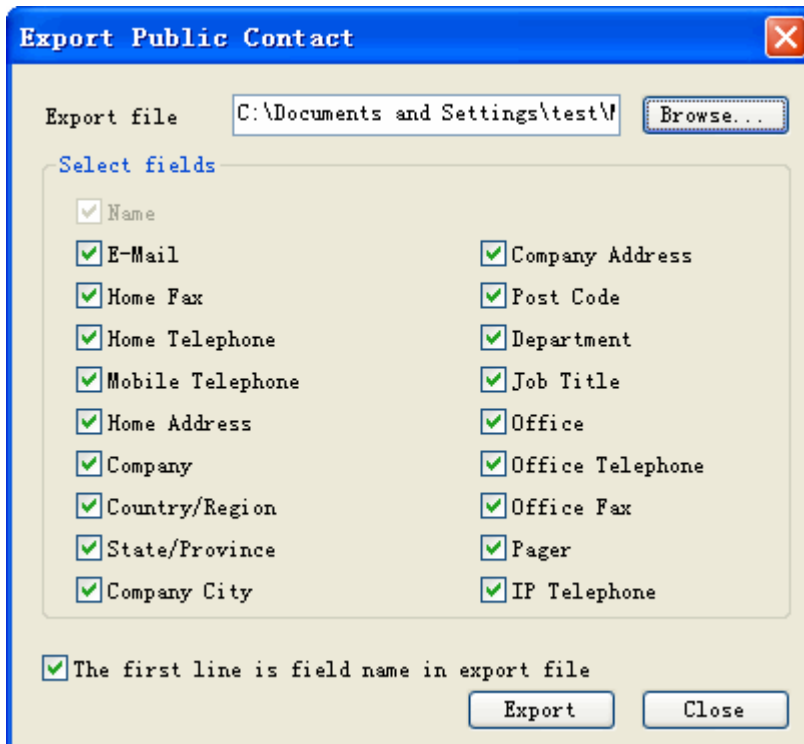 Export Public Contact
Export file C:\Documents and Settings\test\ Browse...
Select fields
Name
E-Mail Company Address
Home Fax Post Code
Home Telephone Department
Mobile Telephone Job Title
Home Address Office
Company Office Telephone
Country/Region Office Fax
State/Province Pager
Company City IP Telephone
The first line is field name in export file
Export Close